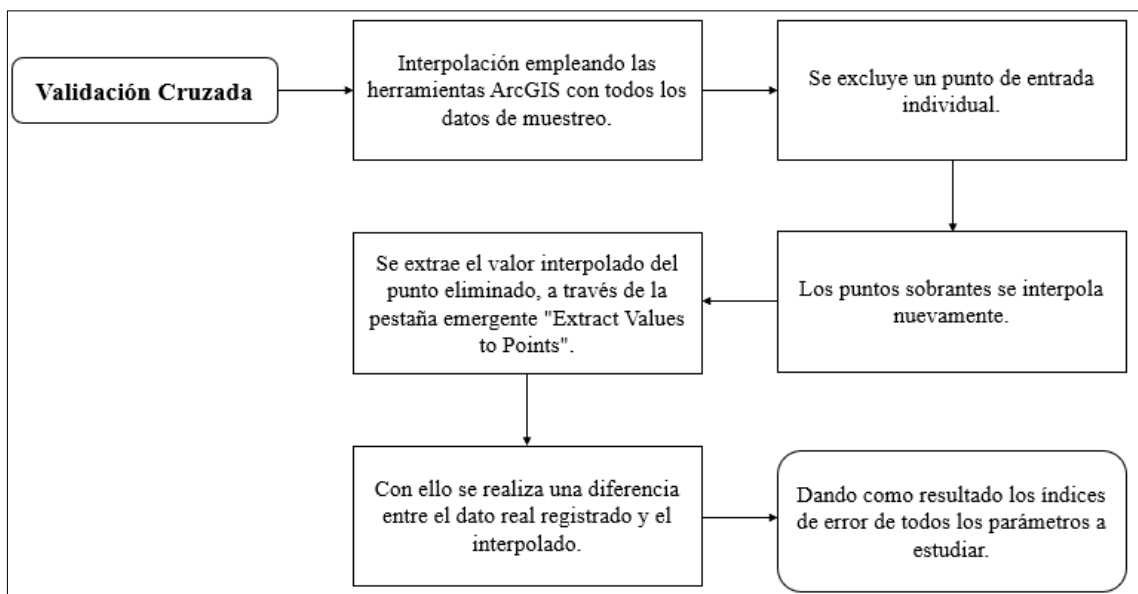 Validación Cruzada
Interpolación empleando las
herramientas ArcGIS con todos los
datos de muestreo.
Se excluye un punto de entrada
individual.
Los puntos sobrantes se interpola
nuevamente.
Se extrae el valor interpolado del
punto eliminado, a través de la
pestaña emergente "Extract Values
to Points".
Con ello se realiza una diferencia
entre el dato real registrado y el
interpolado.
Dando como resultado los índices
de error de todos los parámetros a
estudiar.